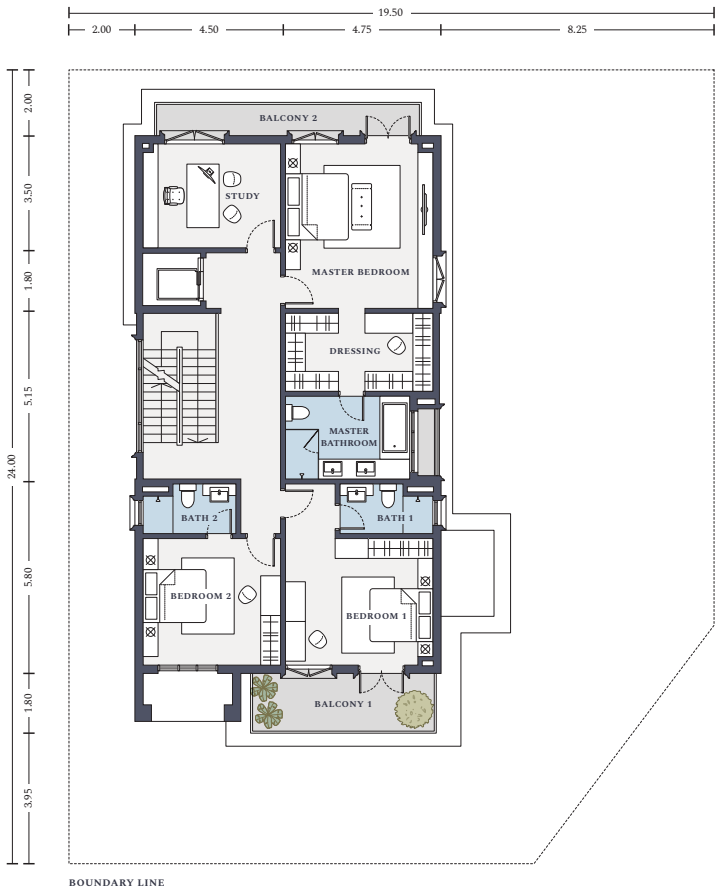 19.50
2.00 4.50 4.75 8.25
2.00
BALCONY 2
3.50
STUDY
MASTER BEDROOM
1.80
DRESSING
5.15
MASTER
BATHROOM
24.00
BATH 2
BATH 1
5.80
BEDROOM 2
BEDROOM 1
1.80
BALCONY 1
3.95
BOUNDARY LINE